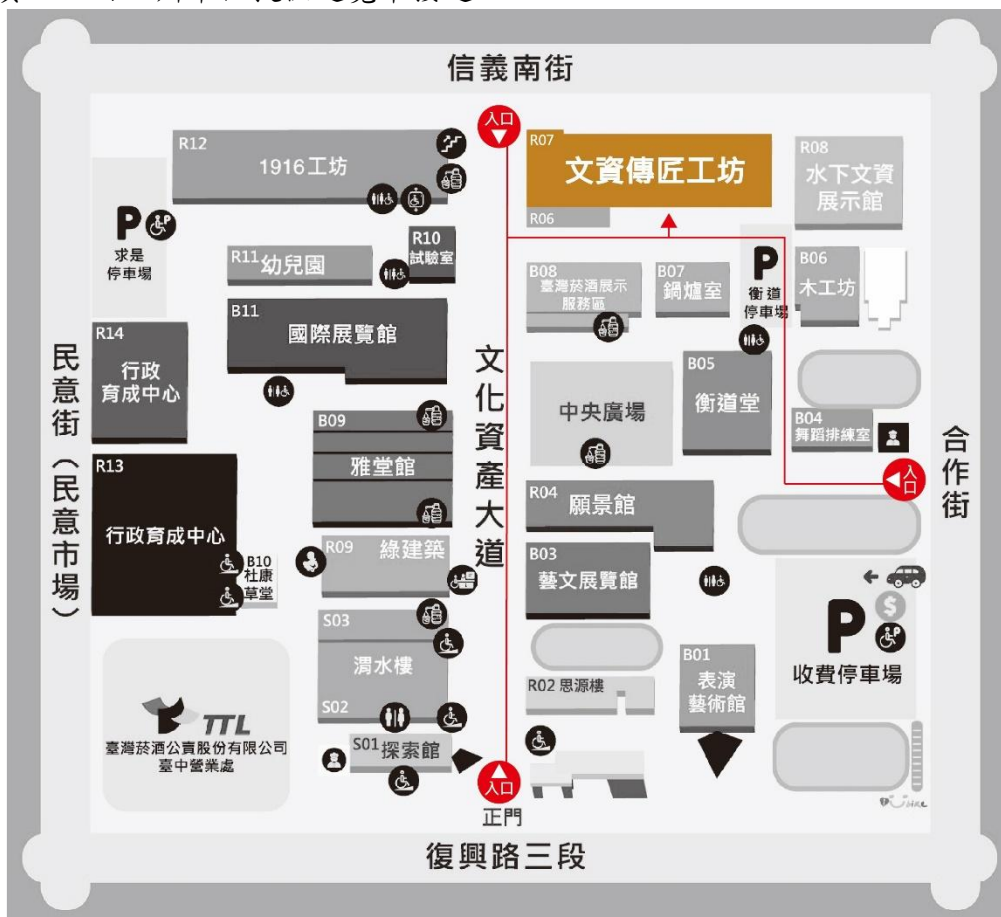 信義南街
入口
R12
1916工坊
R07
文資傳匠工坊
R06
R08
水下文資
展示館
P
求是
停車場
R11 幼兒園
R10
試驗室
B08
臺灣菸酒展示
服務區
B07
鍋爐室
P
衡道
停車場
B06
木工坊
B11
國際展覽館
R14
行政
育成中心
民意街（民意市場）
文化資產大道
合作街
中央廣場
B05
衡道堂
B04
舞蹈排練室
入口
B09
雅堂館
R13
行政育成中心
B10
杜康
草堂
R04
願景館
R09
綠建築
B03
藝文展覽館
S03
渭水樓
S02
R02 思源樓
B01
表演
藝術館
$
P
收費停車場
TTL
臺灣菸酒公賣股份有限公司
臺中營業處
S01 探索館
入口
正門
復興路三段